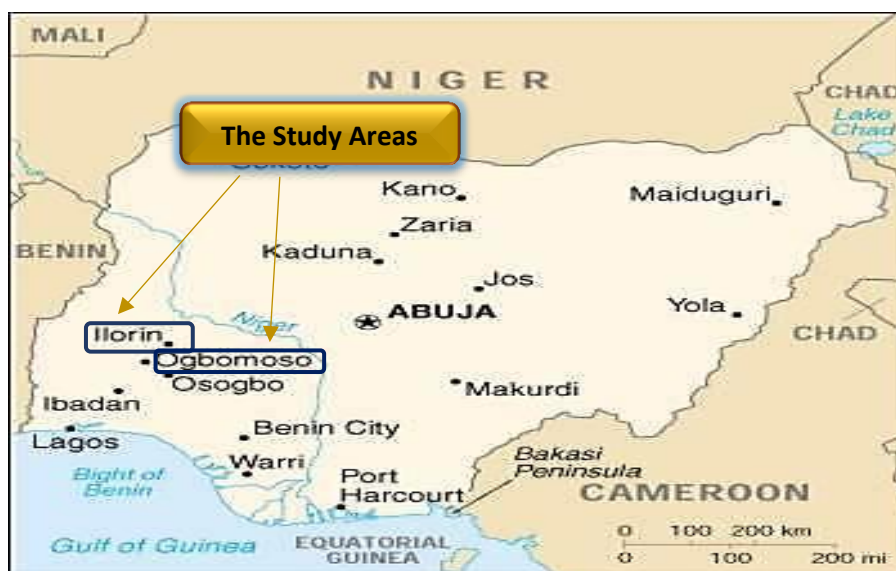 MALI
NIGER
CHAD
Lake
Chad
The Study Areas
Kano
Maiduguri
Zaria
BENIN
Kaduna
Jos
Yola
ABUJA
Niger
CHAD
Ilorin
Ogbomoso
Osogbo
Makurdi
Ibadan
Lagos
Benin City
Bakasi
Peninsula
Warri
Bight of
Benin
Port
Harcourt
CAMEROON
Gulf of Guinea
EQUATORIAL
GUINEA
0 100 200 km
0 100 200 mi